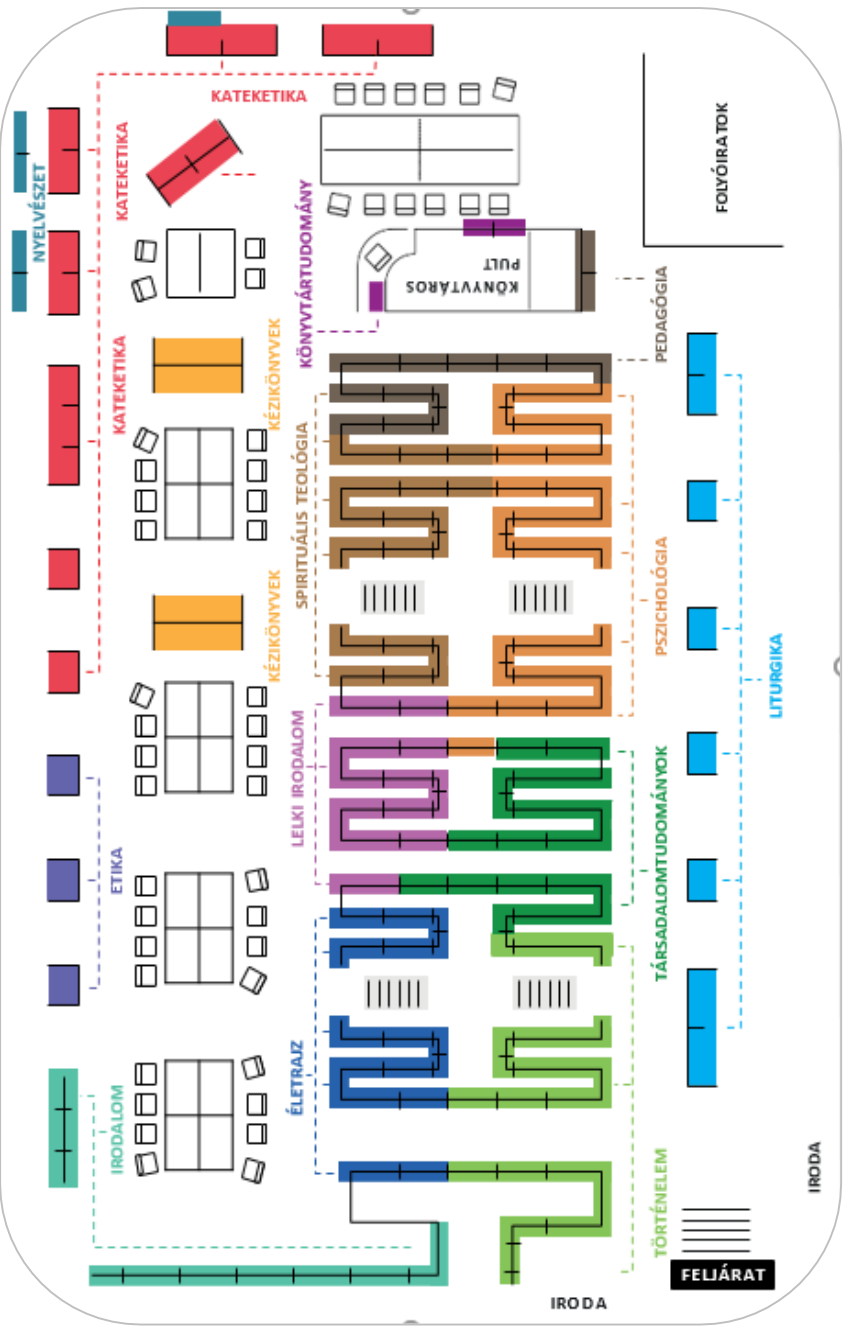 KATEKETIKA
FOLYÓIRATOK
KATEKETIKA
NYELVÉSZET
KÖNYVTÁRTUDOMÁNY
KÖNYVTÁROS
PULT
PEDAGÓGIA
KÉZIKÖNYVEK
KATEKETIKA
SPIRITUÁLIS TEOLÓGIA
PSZICHOLÓGIA
KÉZIKÖNYVEK
LITURGIKA
LELKI IRODALOM
TÁRSADALOMTUDOMÁNYOK
ETIKA
ÉLETRAJZ
IRODALOM
TÖRTÉNELEM
IRODA
FELJÁRAT
IRODA